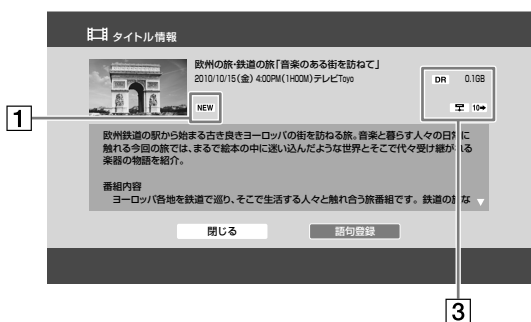 タイトル情報
欧州の旅・鉄道の旅「音楽のある街を訪ねて」
2010/10/15(金) 4:00PM(1H00M)テレビToyo
DR 0.1GB
NEW
10
1
欧州鉄道の駅から始まる古き良きヨーロッパの街を訪ねる旅。音楽と暮らす人々の日常に
触れる今回の旅では、まるで絵本の中に迷い込んだような世界とそこで代々受け継がれる
楽器の物語を紹介。
番組内容
ヨーロッパ各地を鉄道で巡り、そこで生活する人々と触れ合う旅番組です。鉄道の旅な
閉じる
語句登録
3